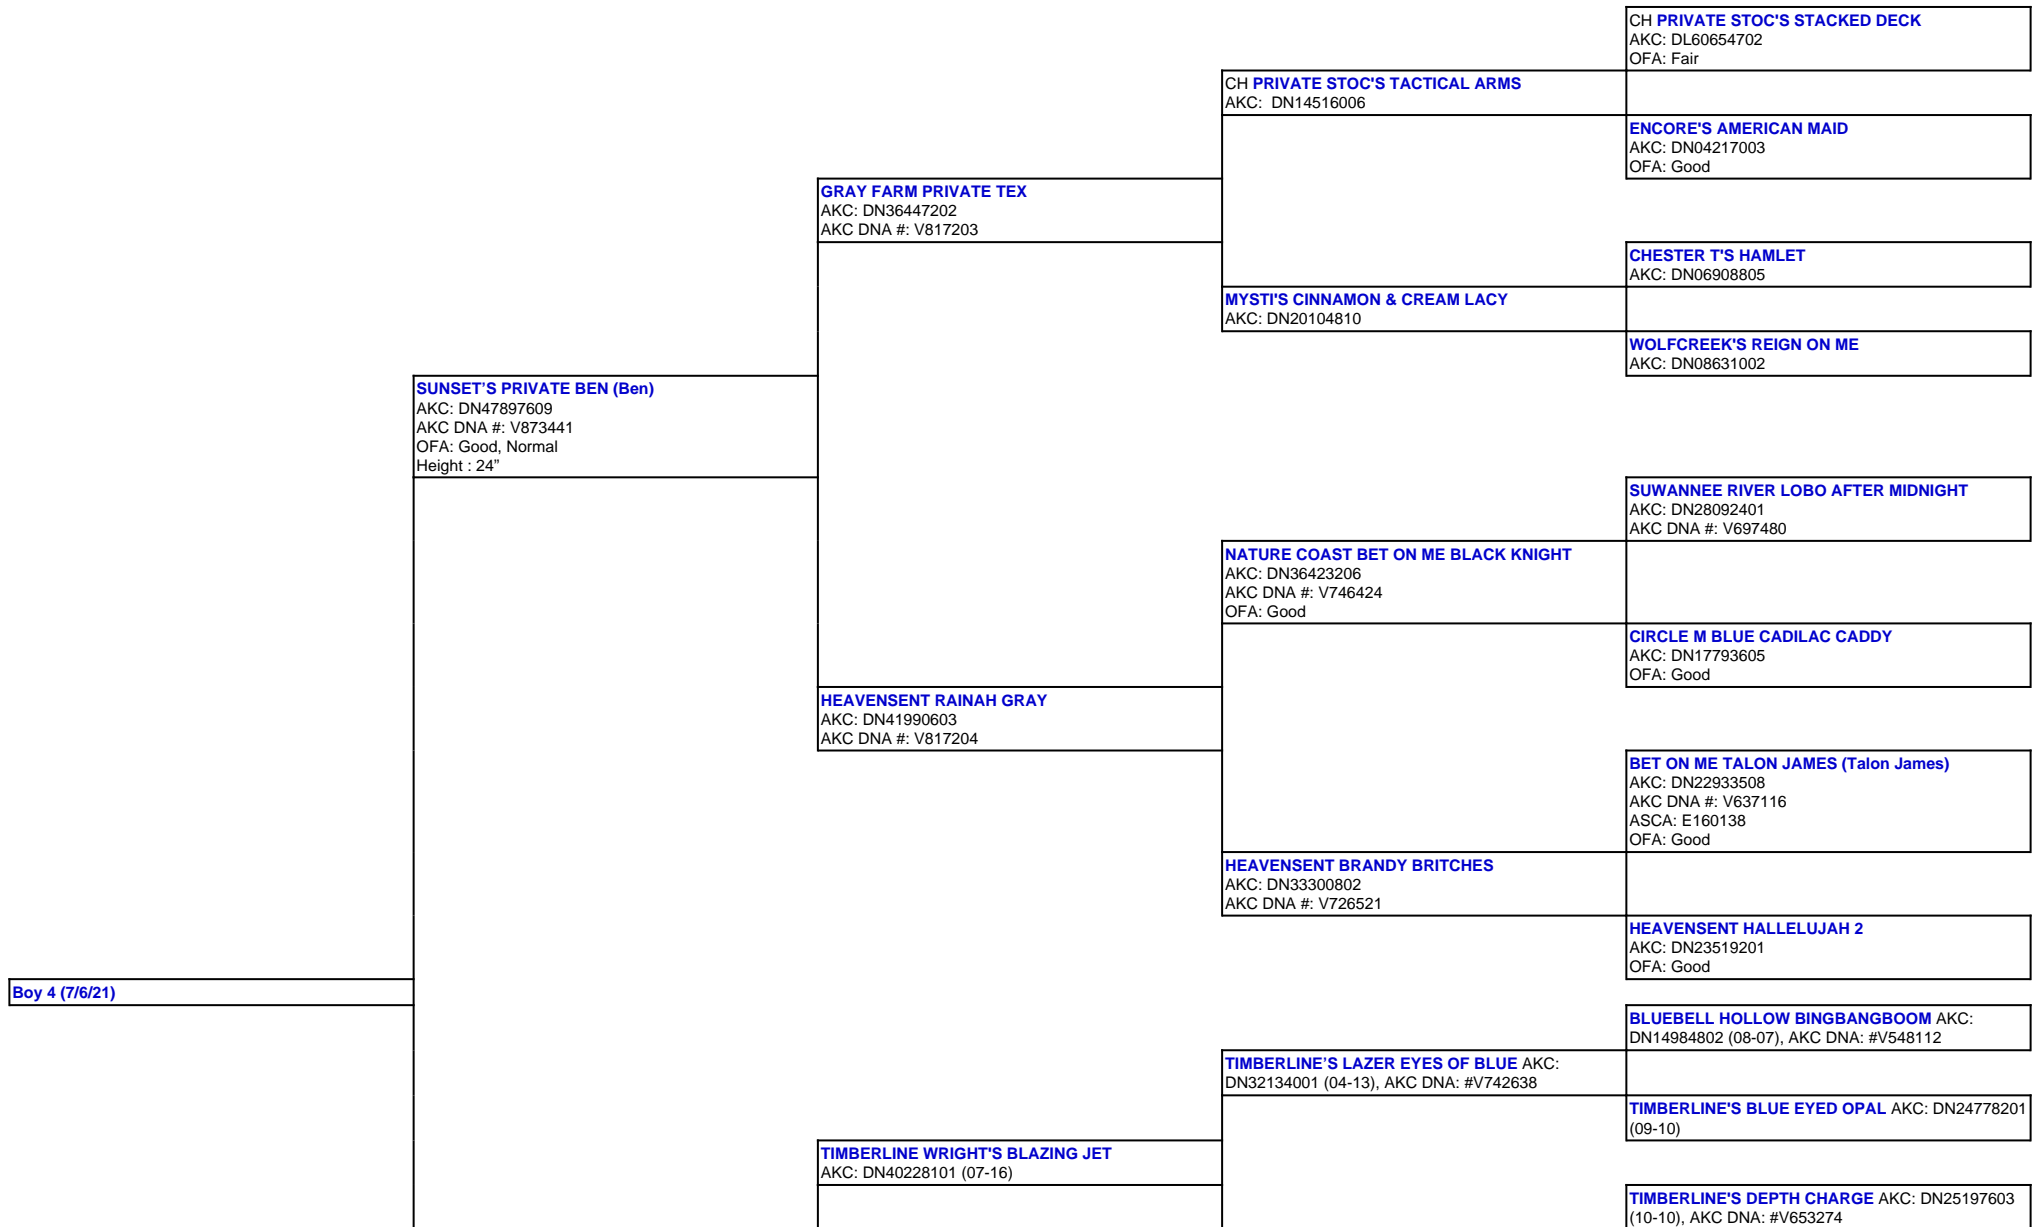 CH PRIVATE STOC'S STACKED DECK
AKC: DL60654702
OFA: Fair
CH PRIVATE STOC'S TACTICAL ARMS
AKC: DN14516006
ENCORE'S AMERICAN MAID
AKC: DN04217003
OFA: Good
GRAY FARM PRIVATE TEX
AKC: DN36447202
AKC DNA #: V817203
CHESTER T'S HAMLET
AKC: DN06908805
MYSTI'S CINNAMON & CREAM LACY
AKC: DN20104810
WOLFCREEK'S REIGN ON ME
AKC: DN08631002
SUNSET’S PRIVATE BEN (Ben)
AKC: DN47897609
AKC DNA #: V873441
OFA: Good, Normal
Height : 24”
SUWANNEE RIVER LOBO AFTER MIDNIGHT
AKC: DN28092401
AKC DNA #: V697480
NATURE COAST BET ON ME BLACK KNIGHT
AKC: DN36423206
AKC DNA #: V746424
OFA: Good
CIRCLE M BLUE CADILAC CADDY
AKC: DN17793605
OFA: Good
HEAVENSENT RAINAH GRAY
AKC: DN41990603
AKC DNA #: V817204
BET ON ME TALON JAMES (Talon James)
AKC: DN22933508
AKC DNA #: V637116
ASCA: E160138
OFA: Good
HEAVENSENT BRANDY BRITCHES
AKC: DN33300802
AKC DNA #: V726521
HEAVENSENT HALLELUJAH 2
AKC: DN23519201
OFA: Good
Boy 4 (7/6/21)
BLUEBELL HOLLOW BINGBANGBOOM AKC:
DN14984802 (08-07), AKC DNA: #V548112
TIMBERLINE’S LAZER EYES OF BLUE AKC:
DN32134001 (04-13), AKC DNA: #V742638
TIMBERLINE'S BLUE EYED OPAL AKC: DN24778201
(09-10)
TIMBERLINE WRIGHT'S BLAZING JET
AKC: DN40228101 (07-16)
TIMBERLINE'S DEPTH CHARGE AKC: DN25197603
(10-10), AKC DNA: #V653274